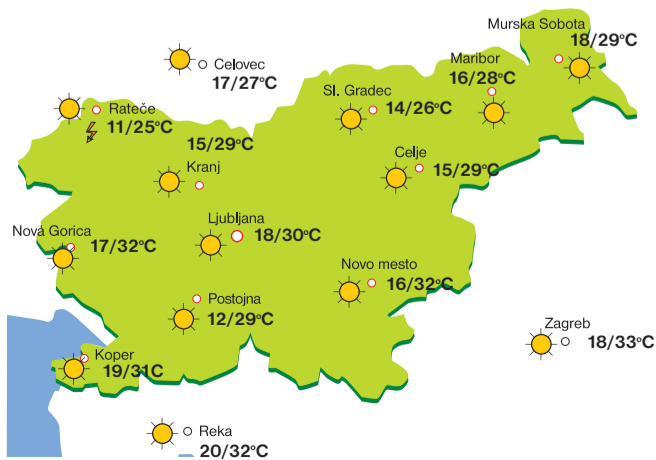 Murska Sobota
18/29°C
Celovec
17/27°C
Maribor
16/28°C
Sl. Gradec
14/26°C
Rateče
11/25°C
15/29°C
Kranj
Celje
15/29°C
Ljubljana
18/30°C
Nova Gorica
17/32°C
Novo mesto
16/32°C
Postojna
12/29°C
Zagreb
18/33°C
Koper
19/31C
Reka
20/32°C